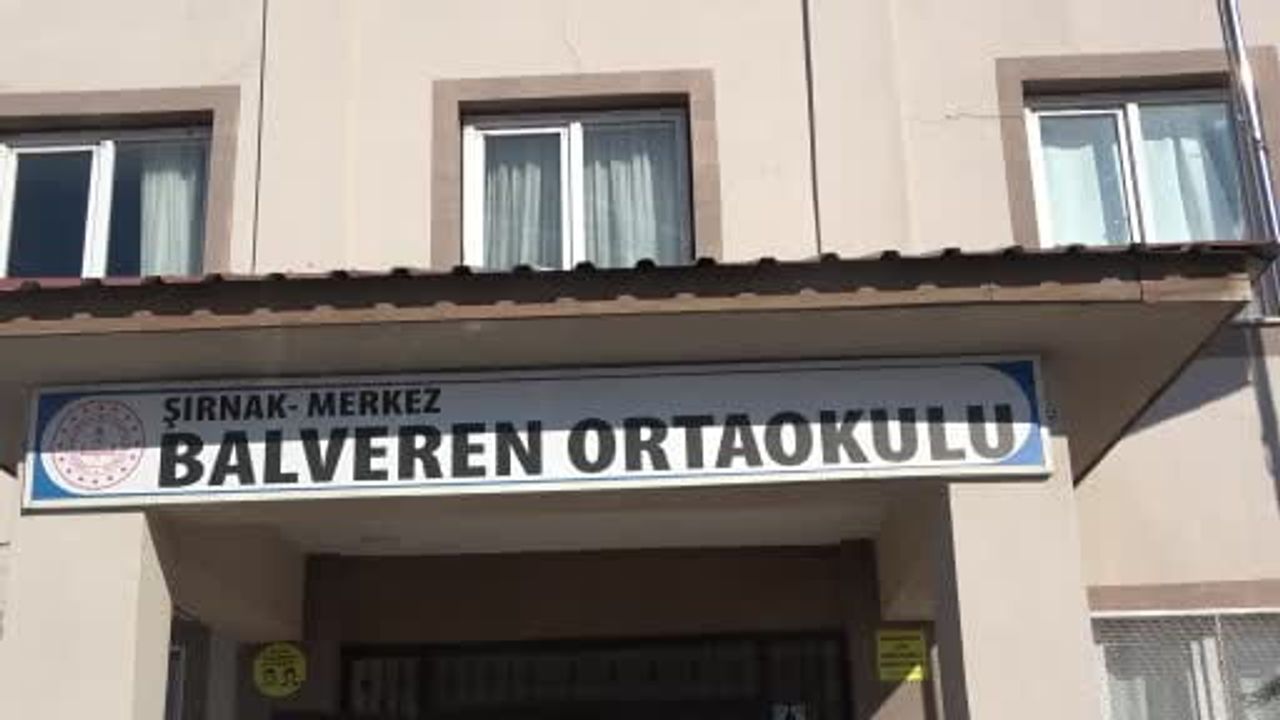 ŞIRNAK- MERKEZ
BALVEREN ORTAOKULU